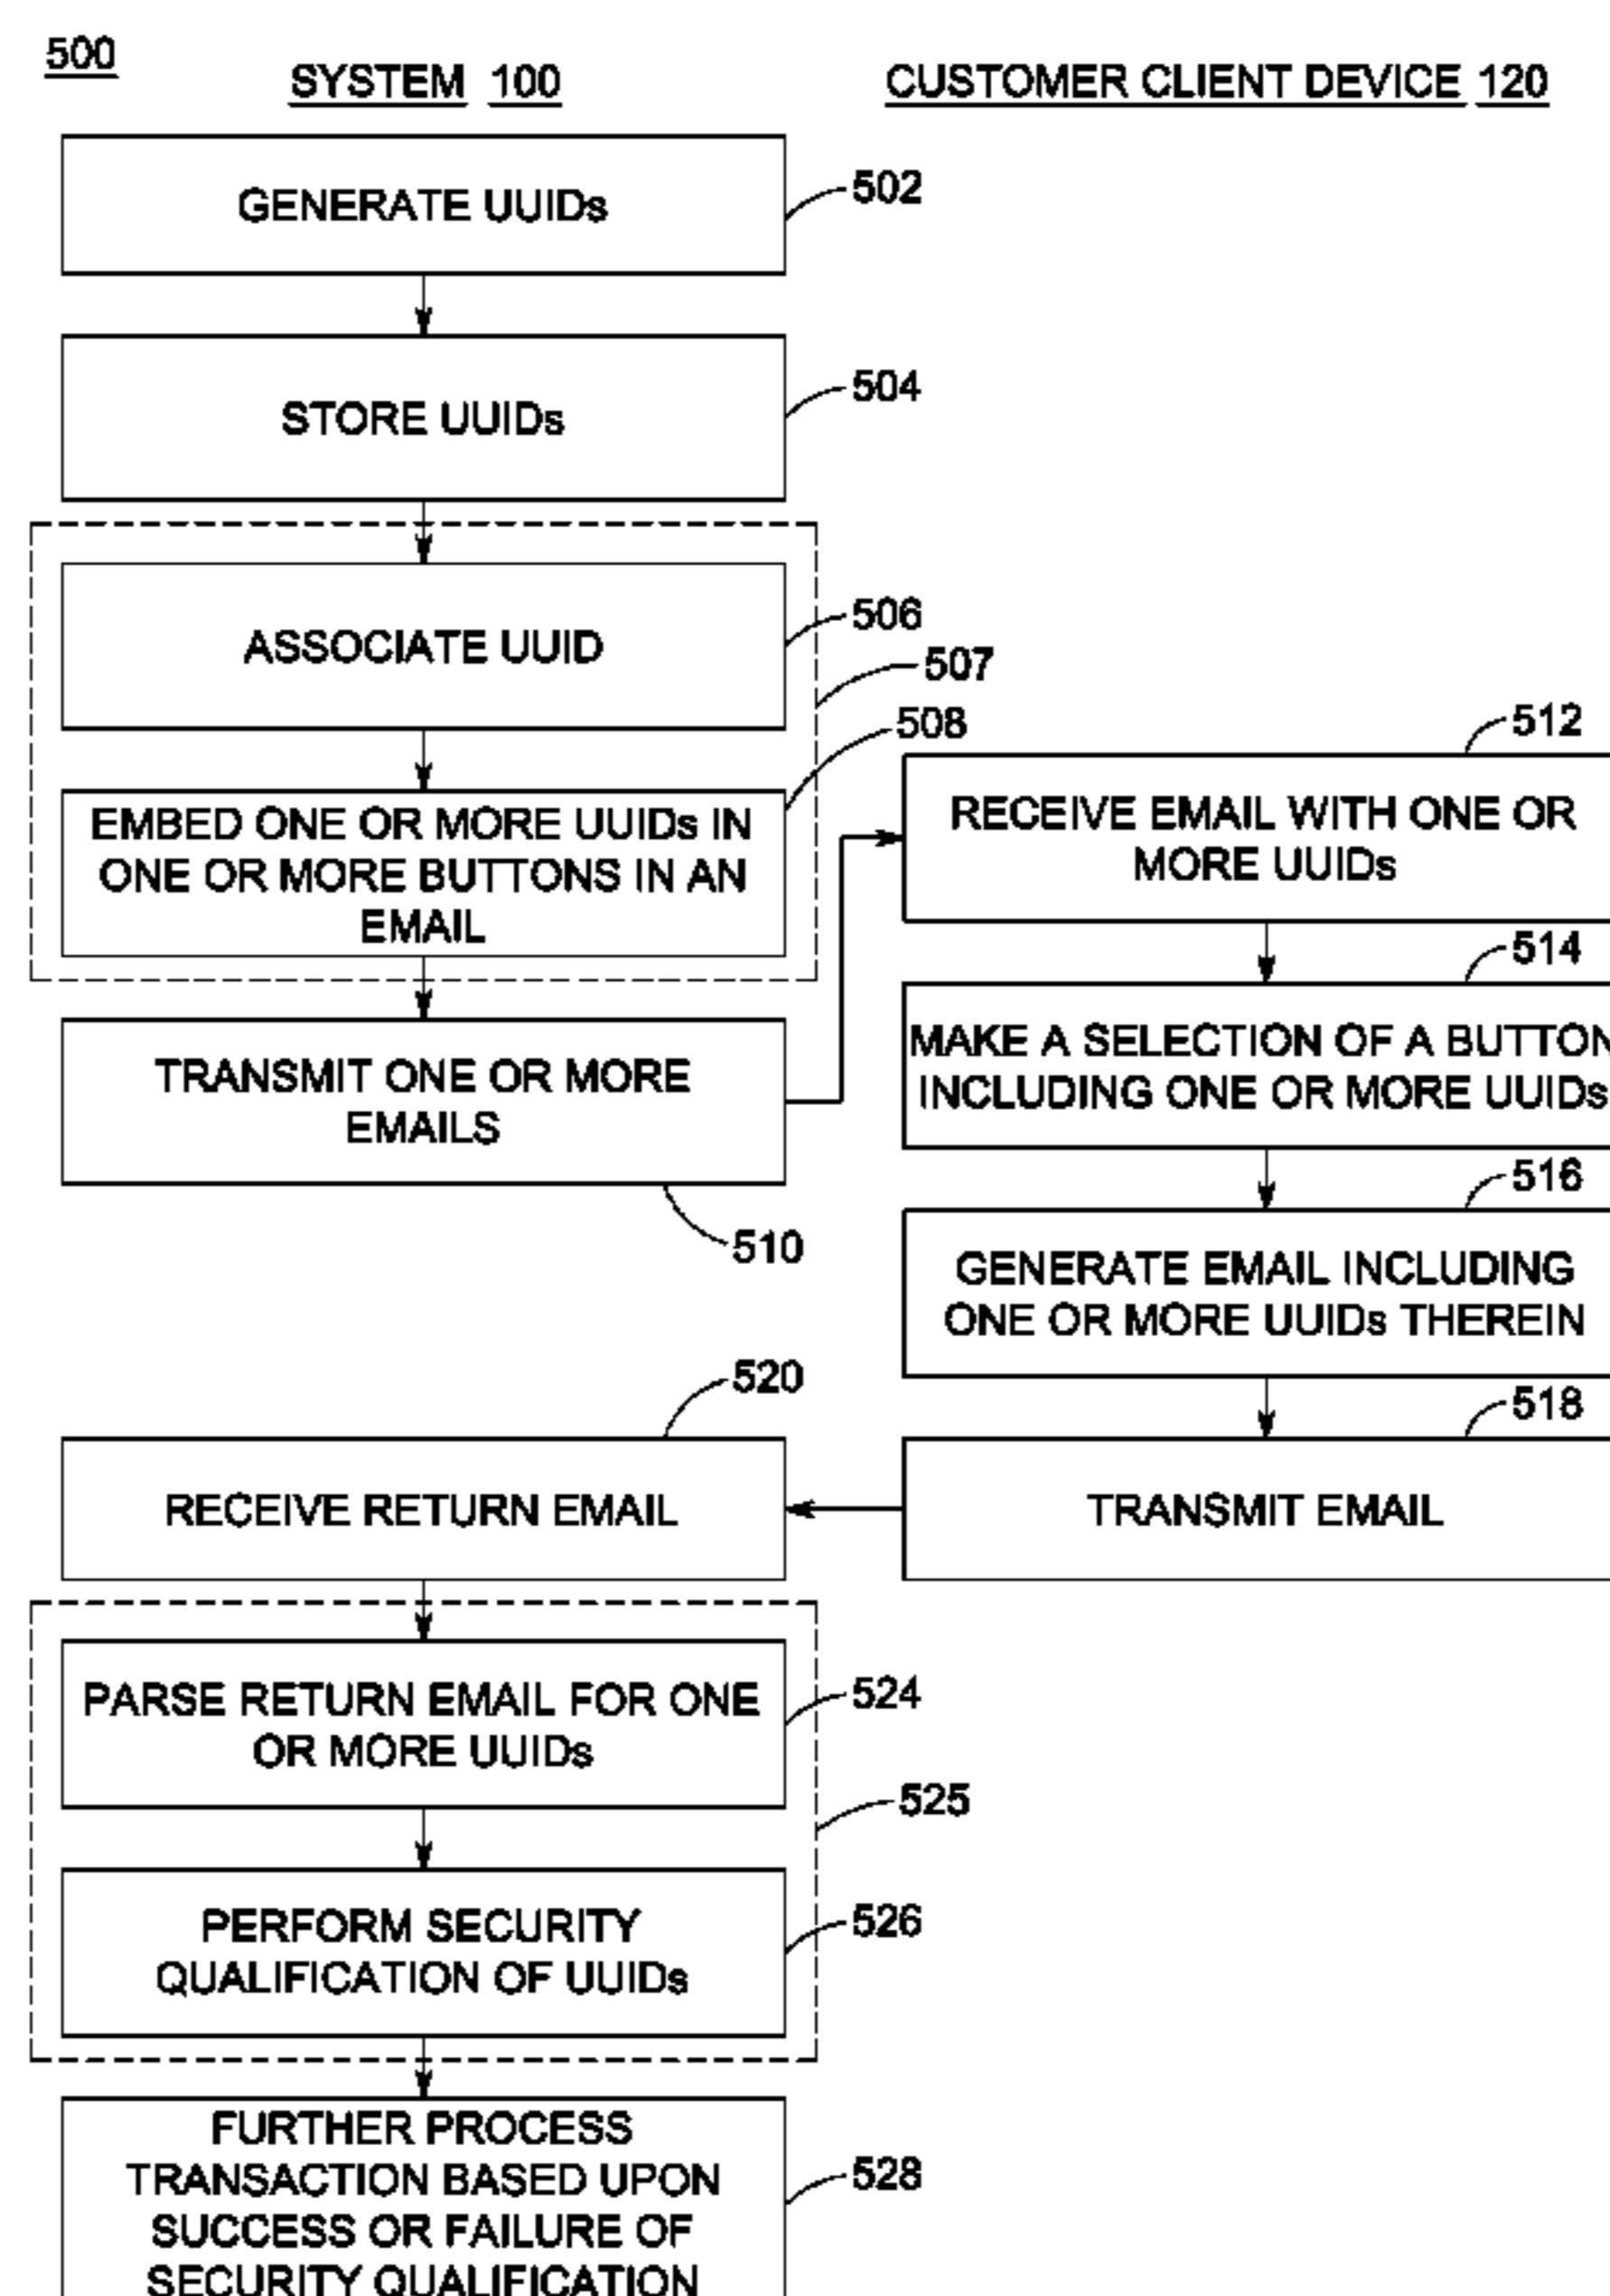 500
SYSTEM 100
CUSTOMER CLIENT DEVICE 120
GENERATE UUIDs
502
STORE UUIDs
504
ASSOCIATE UUID
506
507
EMBED ONE OR MORE UUIDs IN
ONE OR MORE BUTTONS IN AN
EMAIL
508
TRANSMIT ONE OR MORE
EMAILS
510
512
RECEIVE EMAIL WITH ONE OR
MORE UUIDs
514
MAKE A SELECTION OF A BUTTON
INCLUDING ONE OR MORE UUIDs
516
GENERATE EMAIL INCLUDING
ONE OR MORE UUIDs THEREIN
518
TRANSMIT EMAIL
520
RECEIVE RETURN EMAIL
PARSE RETURN EMAIL FOR ONE
OR MORE UUIDs
524
525
PERFORM SECURITY
QUALIFICATION OF UUIDs
526
FURTHER PROCESS
TRANSACTION BASED UPON
SUCCESS OR FAILURE OF
SECURITY QUALIFICATION
528